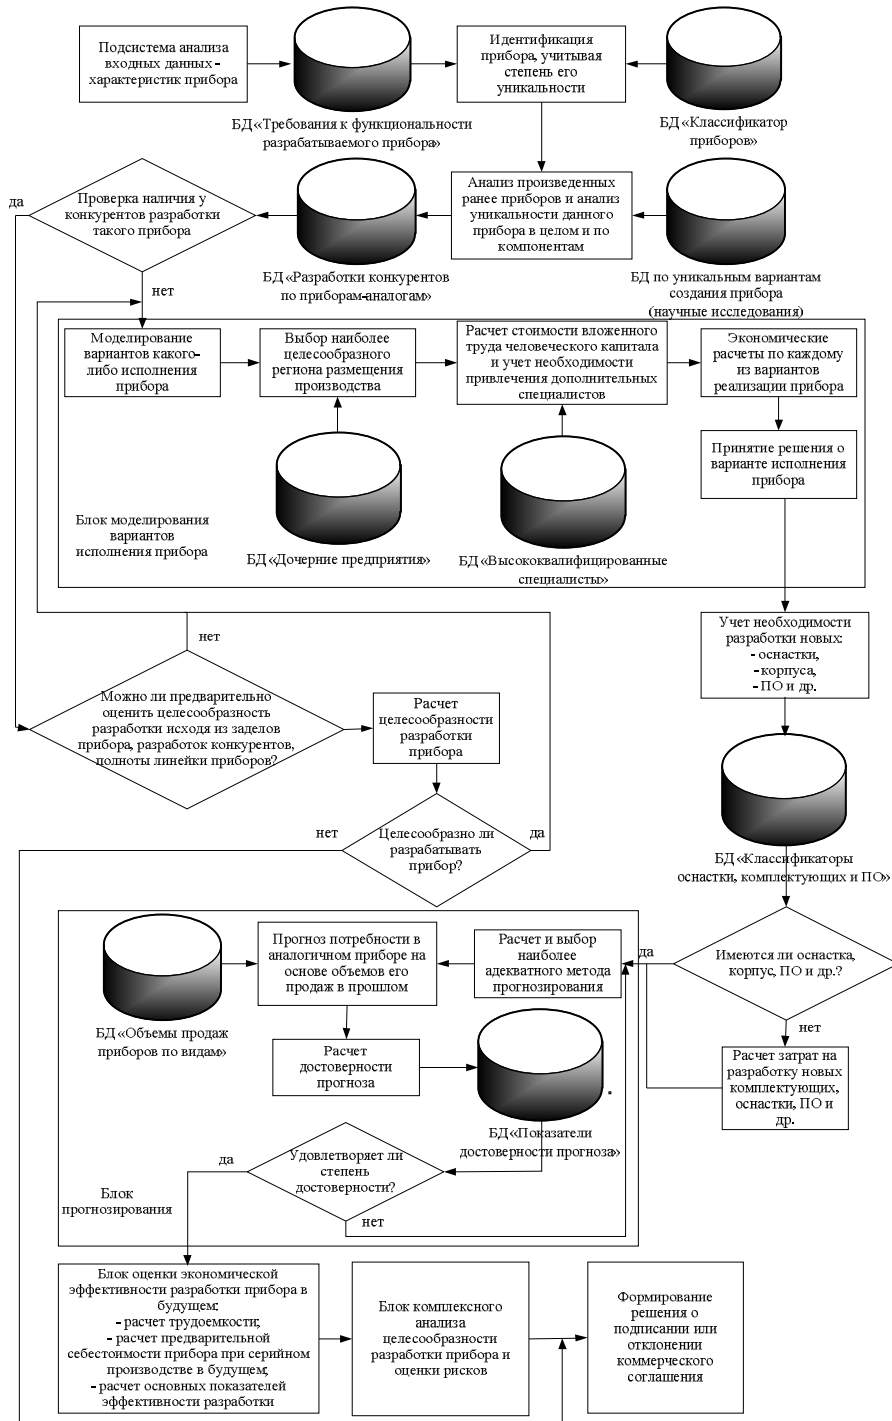 Подсистема анализа
входных данных -
характеристик прибора
БД «Требования к функциональности
разрабатываемого прибора»
Идентификация
прибора, учитывая
степень его
уникальности
БД «Классификатор
приборов»
да
Проверка наличия у
конкурентов разработки
такого прибора
нет
БД «Разработки конкурентов
по приборам-аналогам»
Анализ произведенных
ранее приборов и анализ
уникальности данного
прибора в целом и по
компонентам
БД по уникальным вариантам
создания прибора
(научные исследования)
Моделирование
вариантов какого-
либо исполнения
прибора
Выбор наиболее
целесообразного
региона размещения
производства
Расчет стоимости вложенного
труда человеческого капитала
и учет необходимости
привлечения дополнительных
специалистов
Экономические
расчеты по каждому
из вариантов
реализации прибора
Принятие решения о
варианте исполнения
прибора
Блок моделирования
вариантов
исполнения прибора
БД «Дочерние предприятия»
БД «Высококвалифицированные
специалисты»
Учет необходимости
разработки новых:
- оснастки,
- корпуса,
- ПО и др.
нет
Можно ли предварительно
оценить целесообразность
разработки исходя из заделов
прибора, разработок конкурентов,
полноты линейки приборов?
Расчет
целесообразности
разработки
прибора
нет
Целесообразно ли
разрабатывать
прибор?
да
БД «Классификаторы
оснастки, комплектующих и ПО»
Имеются ли оснастка,
корпус, ПО и др.?
да
нет
Расчет затрат на
разработку новых
комплектующих,
оснастки, ПО и
др.
БД «Объемы продаж
приборов по видам»
Прогноз потребности в
аналогичном приборе на
основе объемов его
продаж в прошлом
Расчет и выбор
наиболее
адекватного метода
прогнозирования
Расчет
достоверности
прогноза
БД «Показатели
достоверности прогноза»
.
да
Удовлетворяет ли
степень
достоверности?
нет
Блок
прогнозирования
Блок оценки экономической
эффективности разработки прибора в
будущем:
- расчет трудоемкости;
- расчет предварительной
себестоимости прибора при серийном
производстве в будущем;
- расчет основных показателей
эффективности разработки
Блок комплексного
анализа
целесообразности
разработки прибора и
оценки рисков
Формирование
решения о
подписании или
отклонении
коммерческого
соглашения